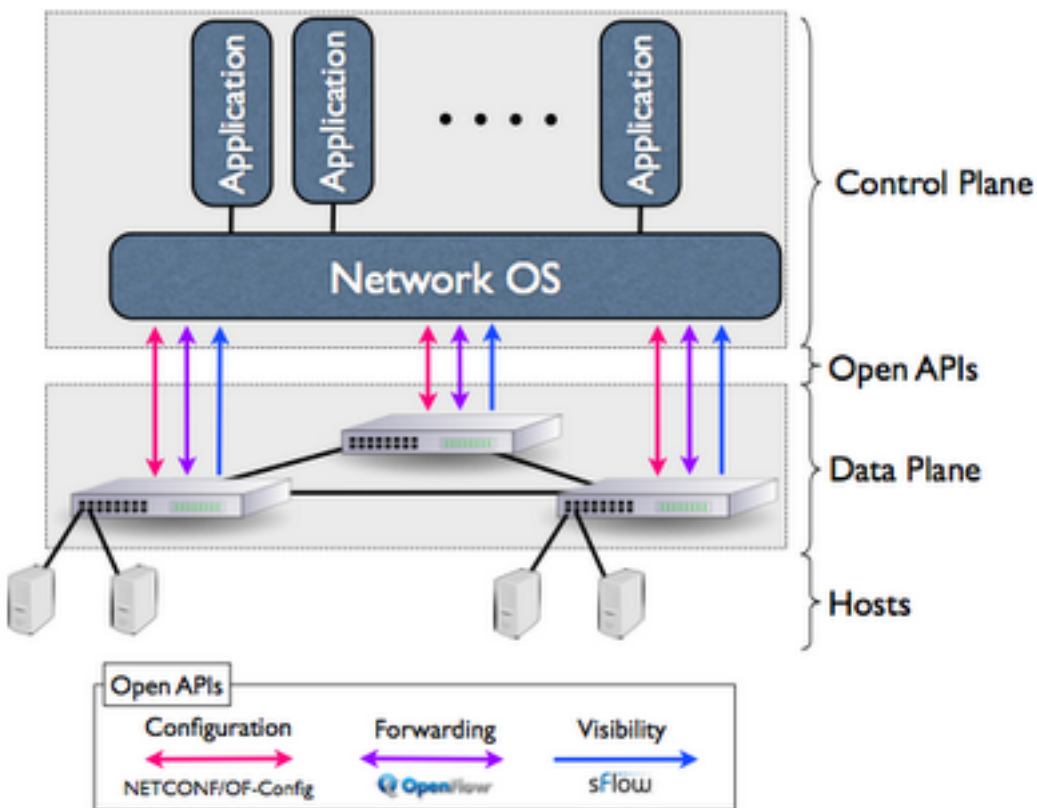 Application
Application
Application
Control Plane
Network OS
Open APIs
Data Plane
Hosts
Open APIs
Configuration
Forwarding
Visibility
NETCONF/OF-Config
OpenFlow
sFlow